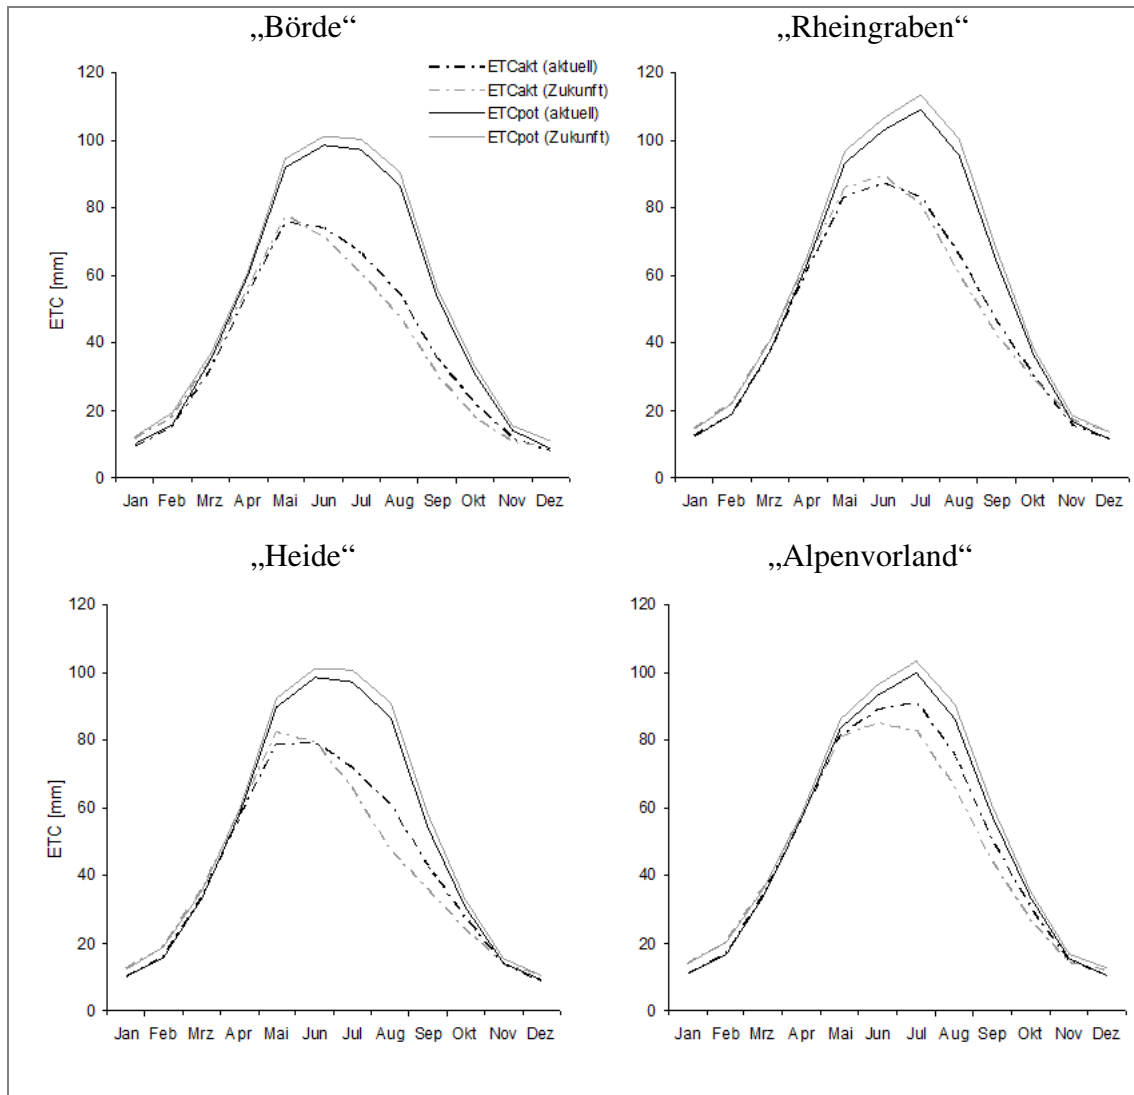 „Börde“
ETCakt (aktuell)
ETCakt (Zukunft)
ETCpot (aktuell)
ETCpot (Zukunft)
ETC [mm]
120
100
80
60
40
20
0
Jan Feb Mrz Apr Mai Jun Jul Aug Sep Okt Nov Dez
„Rheingraben“
120
100
80
60
40
20
0
Jan Feb Mrz Apr Mai Jun Jul Aug Sep Okt Nov Dez
„Heide“
ETC [mm]
120
100
80
60
40
20
0
Jan Feb Mrz Apr Mai Jun Jul Aug Sep Okt Nov Dez
„Alpenvorland“
120
100
80
60
40
20
0
Jan Feb Mrz Apr Mai Jun Jul Aug Sep Okt Nov Dez